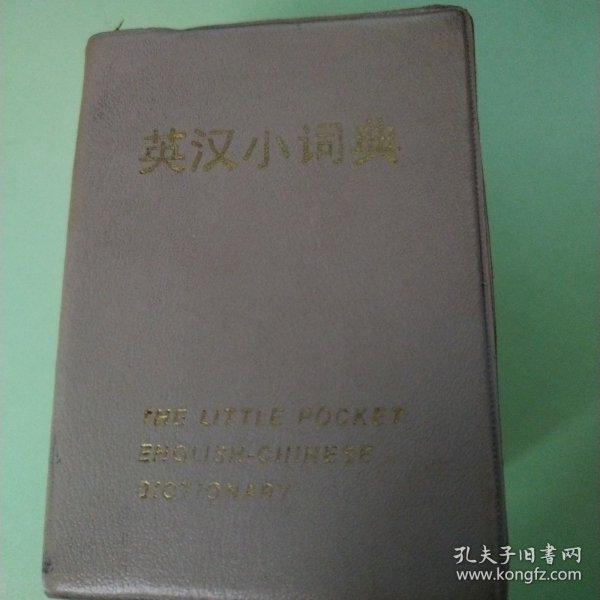 英汉小词典
THE LITTLE POCKET
ENGLISH-CHINESE
DICTIONARY
孔夫子旧书网
www.kongfz.com